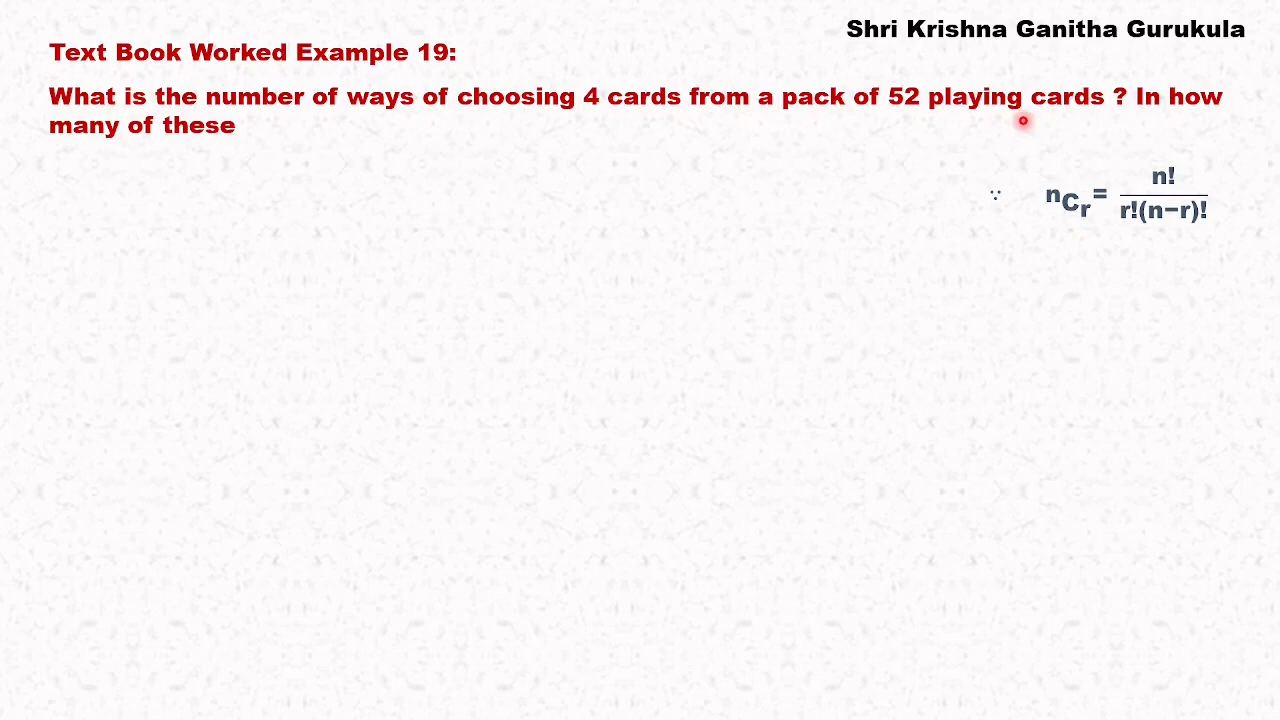 Shri Krishna Ganitha Gurukula
Text Book Worked Example 19:
What is the number of ways of choosing 4 cards from a pack of 52 playing cards ? In how
many of these
∵ nCr = n! / r!(n−r)!